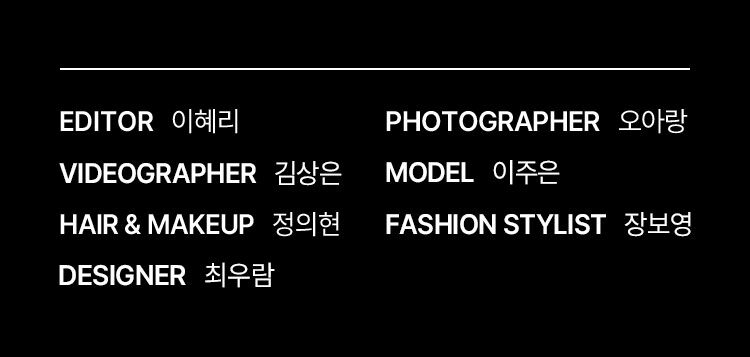 EDITOR 이혜리
PHOTOGRAPHER 오아랑
VIDEOGRAPHER 김상은
MODEL 이주은
HAIR & MAKEUP 정의현
FASHION STYLIST 장보영
DESIGNER 최우람